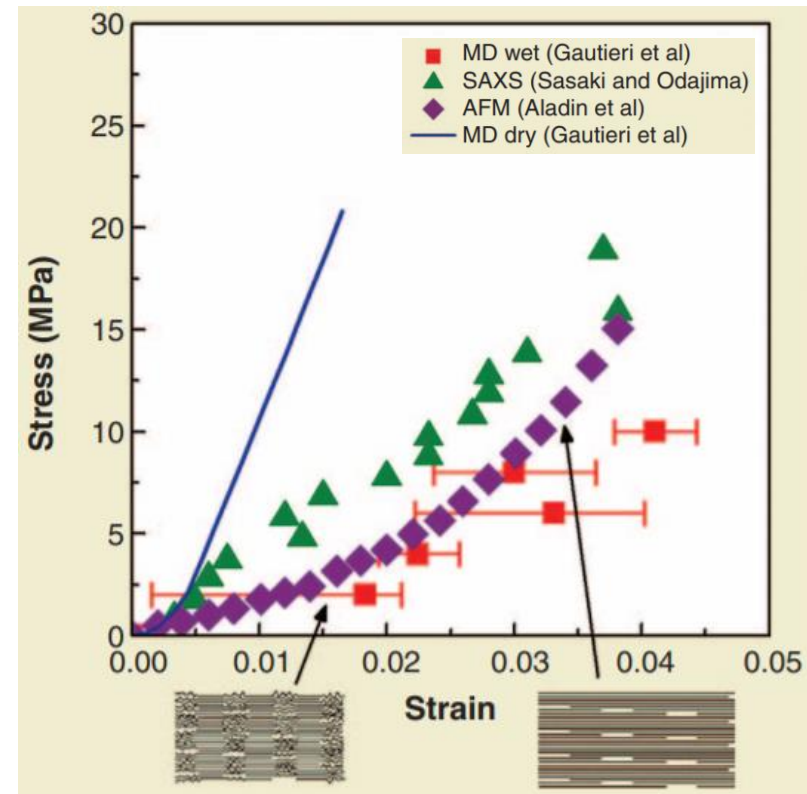 30
25
20
15
10
5
0
Stress (MPa)
MD wet (Gautieri et al)
SAXS (Sasaki and Odajima)
AFM (Aladin et al)
MD dry (Gautieri et al)
0.00 0.01 0.02 0.03 0.04 0.05
Strain